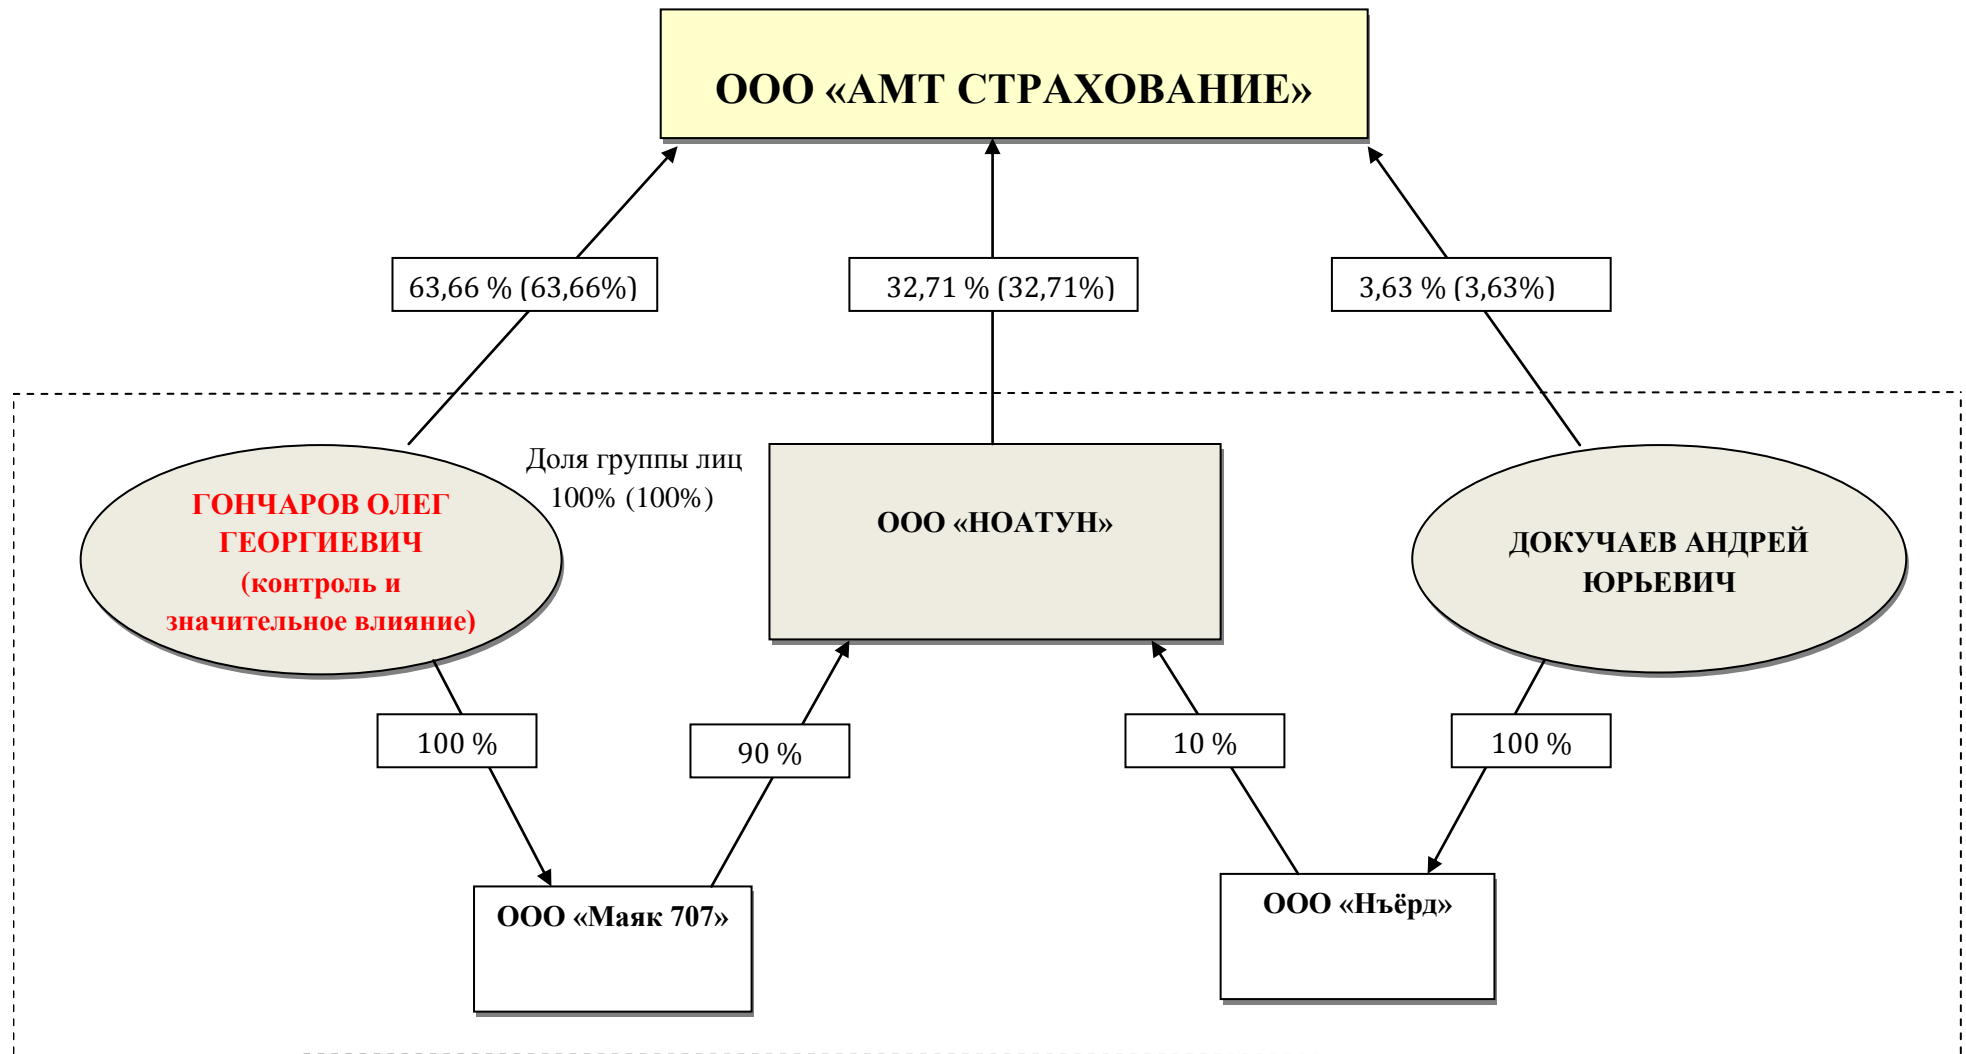 ООО «АМТ СТРАХОВАНИЕ»
63,66 % (63,66%)
32,71 % (32,71%)
3,63 % (3,63%)
Доля группы лиц
100% (100%)
ГОНЧАРОВ ОЛЕГ
ГЕОРГИЕВИЧ
(контроль и
значительное влияние)
ООО «НОАТУН»
ДОКУЧАЕВ АНДРЕЙ
ЮРЬЕВИЧ
100 %
90 %
10 %
100 %
ООО «Маяк 707»
ООО «Нъёрд»